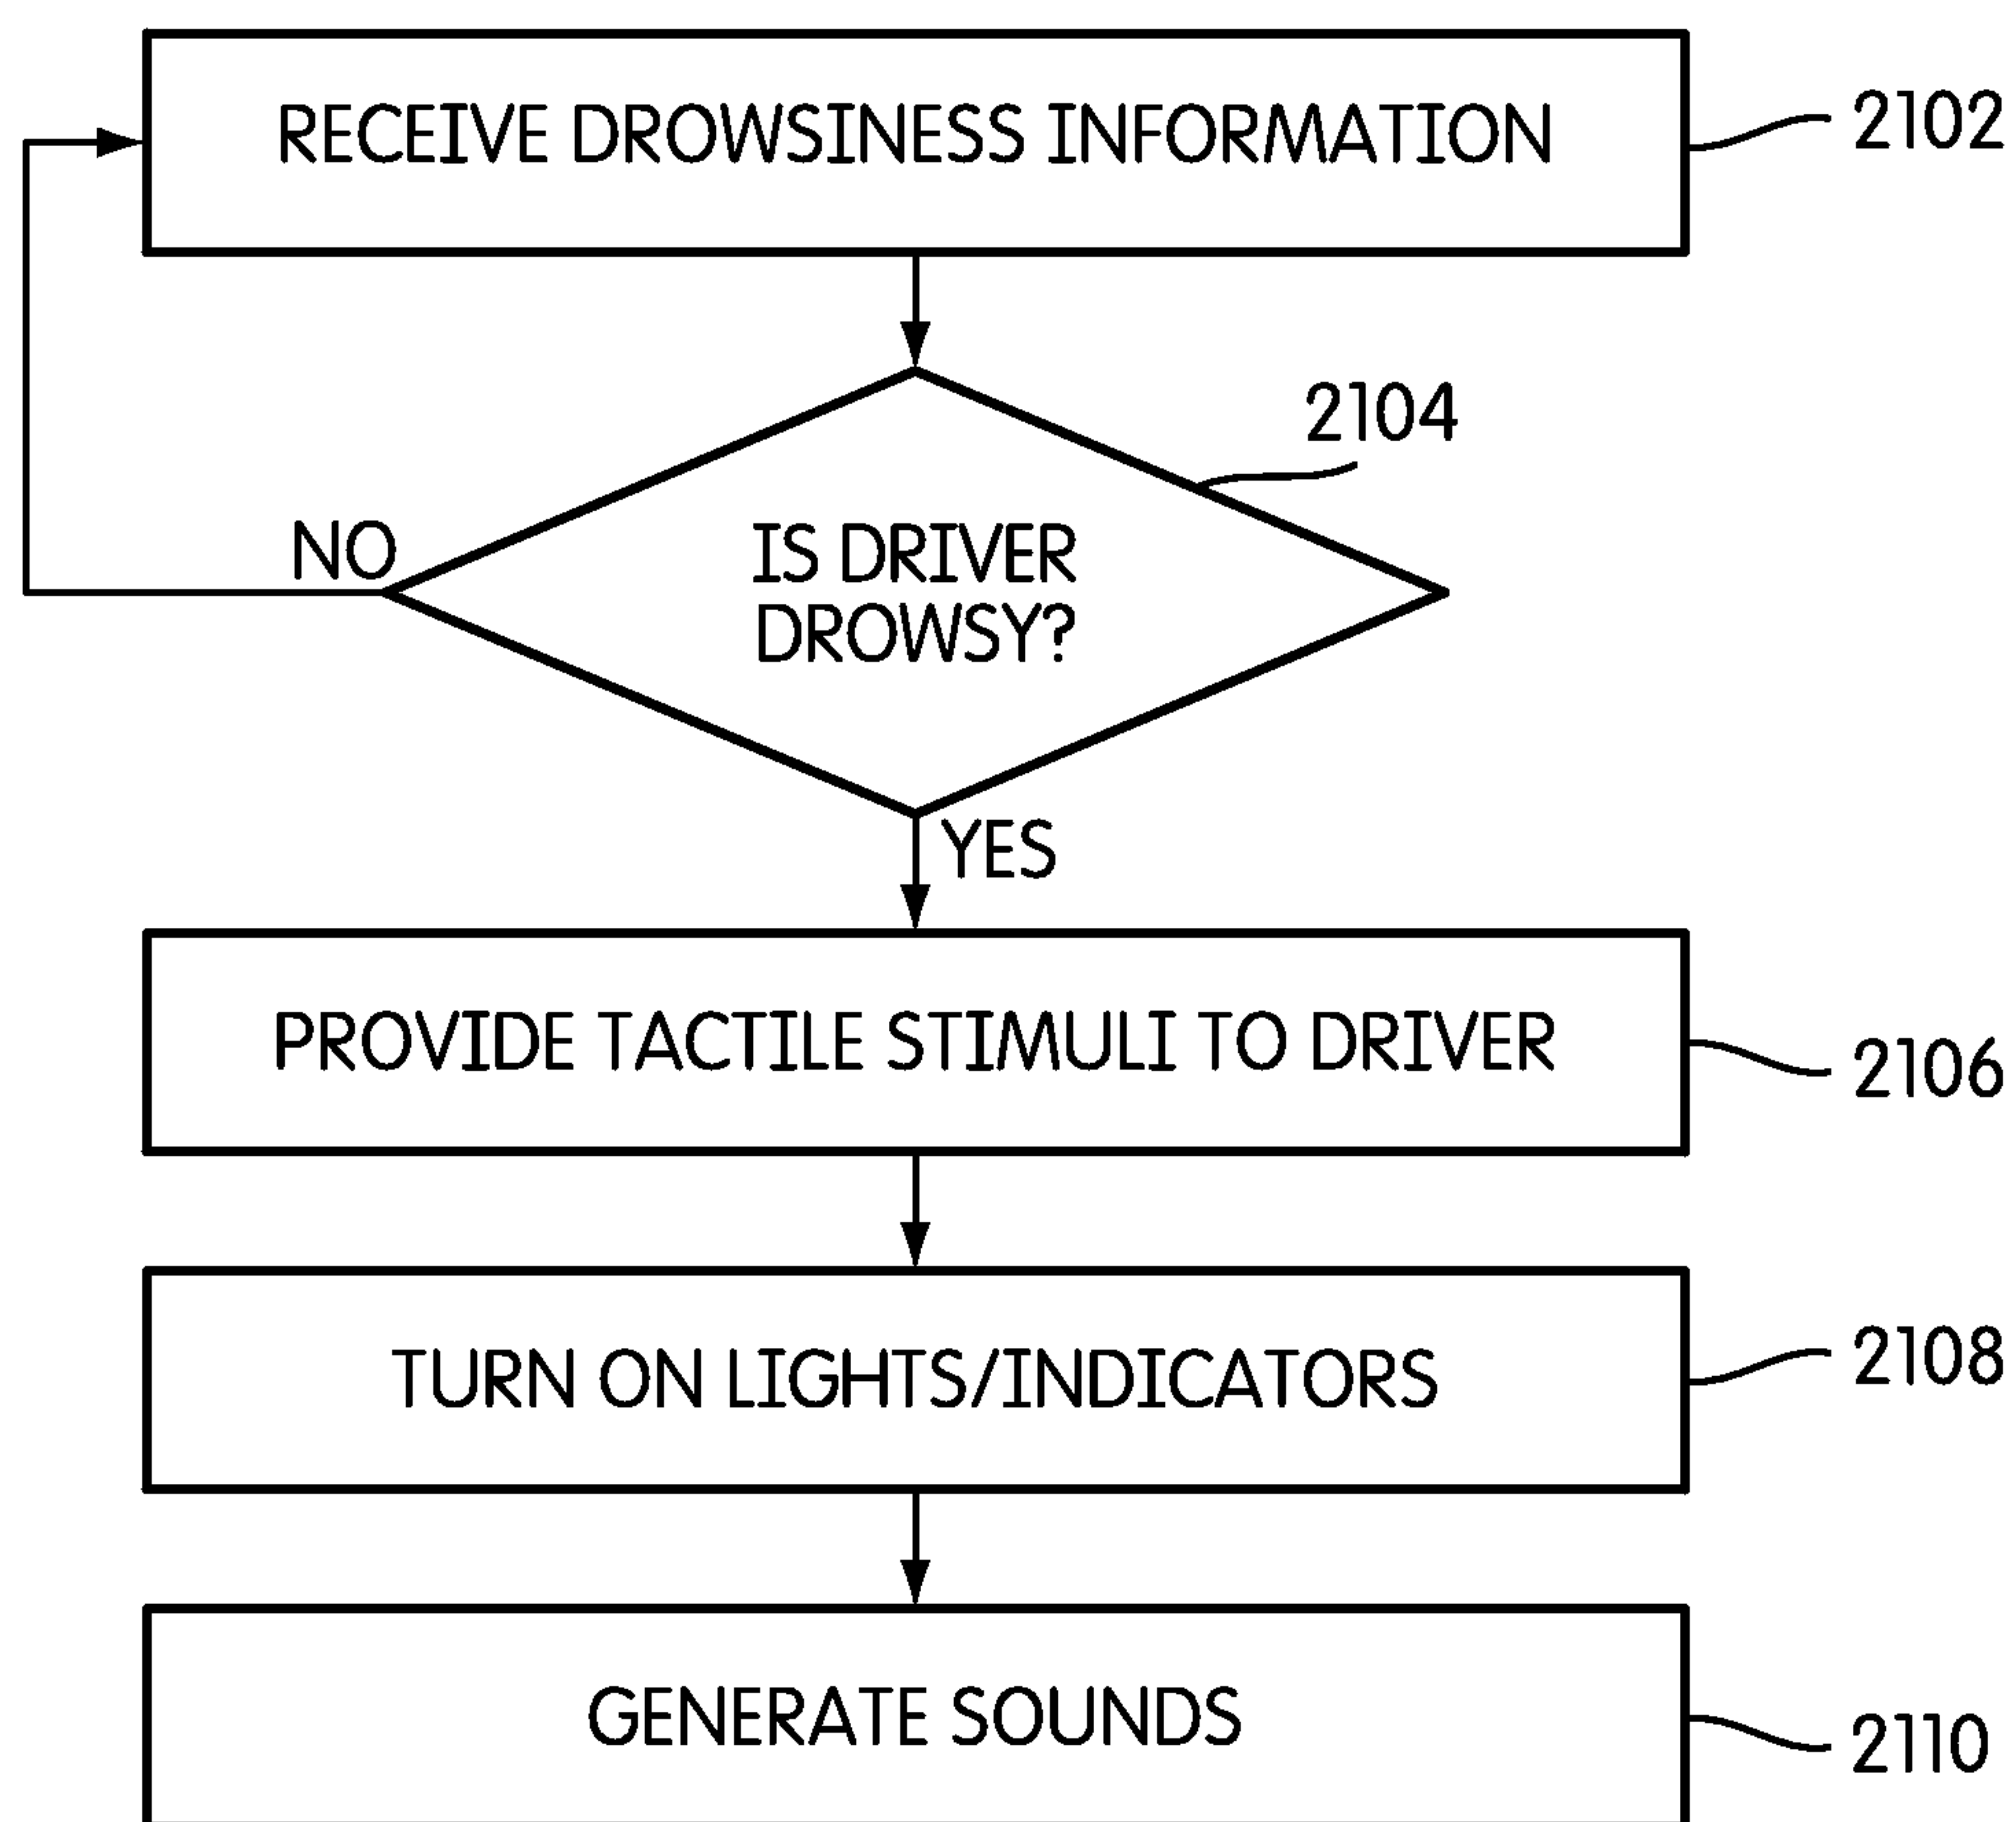 RECEIVE DROWSINESS INFORMATION
2102
2104
IS DRIVER
DROWSY?
NO
YES
PROVIDE TACTILE STIMULI TO DRIVER
2106
TURN ON LIGHTS/INDICATORS
2108
GENERATE SOUNDS
2110